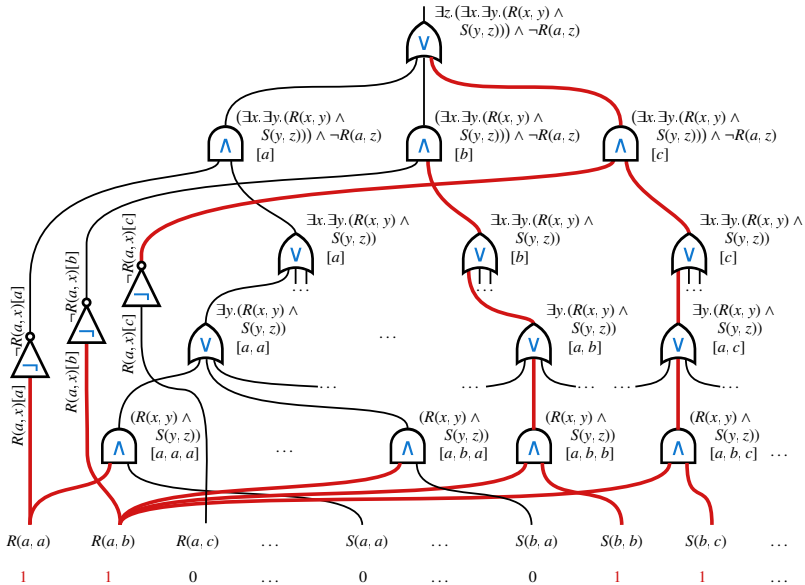 ∃z.(∃x.∃y.(R(x, y) ∧
S(y, z))) ∧ ¬R(a, z)
∨
(∃x.∃y.(R(x, y) ∧
S(y, z))) ∧ ¬R(a, z)
[a]
∧
(∃x.∃y.(R(x, y) ∧
S(y, z))) ∧ ¬R(a, z)
[b]
∧
(∃x.∃y.(R(x, y) ∧
S(y, z))) ∧ ¬R(a, z)
[c]
∧
¬R(a, x)[a]
¬R(a, x)[b]
¬R(a, x)[c]
¬
¬
¬
R(a, x)[a]
R(a, x)[b]
R(a, x)[c]
∃x.∃y.(R(x, y) ∧
S(y, z))
[a]
∨
...
∃x.∃y.(R(x, y) ∧
S(y, z))
[b]
∨
...
∃x.∃y.(R(x, y) ∧
S(y, z))
[c]
∨
...
∃y.(R(x, y) ∧
S(y, z))
[a, a]
∨
...
...
∃y.(R(x, y) ∧
S(y, z))
[a, b]
∨
...
...
∃y.(R(x, y) ∧
S(y, z))
[a, c]
∨
...
...
(R(x, y) ∧
S(y, z))
[a, a, a]
∧
...
(R(x, y) ∧
S(y, z))
[a, b, a]
∧
(R(x, y) ∧
S(y, z))
[a, b, b]
∧
(R(x, y) ∧
S(y, z))
[a, b, c]
∧
...
R(a, a) R(a, b) R(a, c) ... S(a, a) ... S(b, a) S(b, b) S(b, c) ...
1 1 0 ... 0 ... 0 1 1 ...